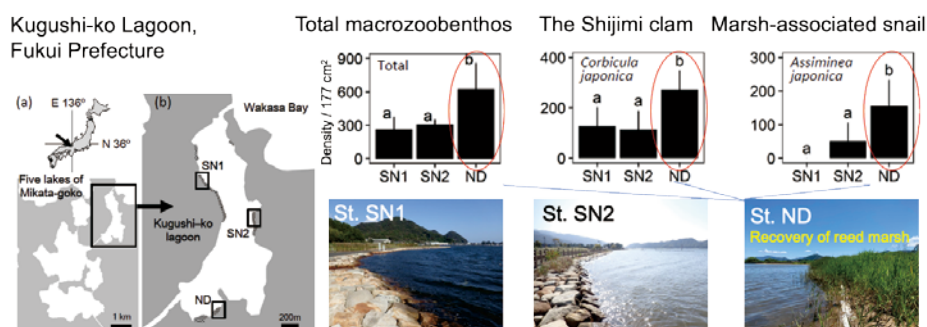 Kugushi-ko Lagoon,
Fukui Prefecture
(a)
E 136º
N 36º
Five lakes of
Mikata-goko
1 km
(b)
Wakasa Bay
SN1
Kugushi-ko
lagoon
SN2
ND
200m
Total macrozoobenthos
Density / 177 cm²
900
600
300
0
Total
a
a
b
SN1 SN2 ND
The Shijimi clam
400
200
0
Corbicula
japonica
a
a
b
SN1 SN2 ND
Marsh-associated snail
300
200
100
0
Assiminea
japonica
a
a
b
SN1 SN2 ND
St. SN1
St. SN2
St. ND
Recovery of reed marsh